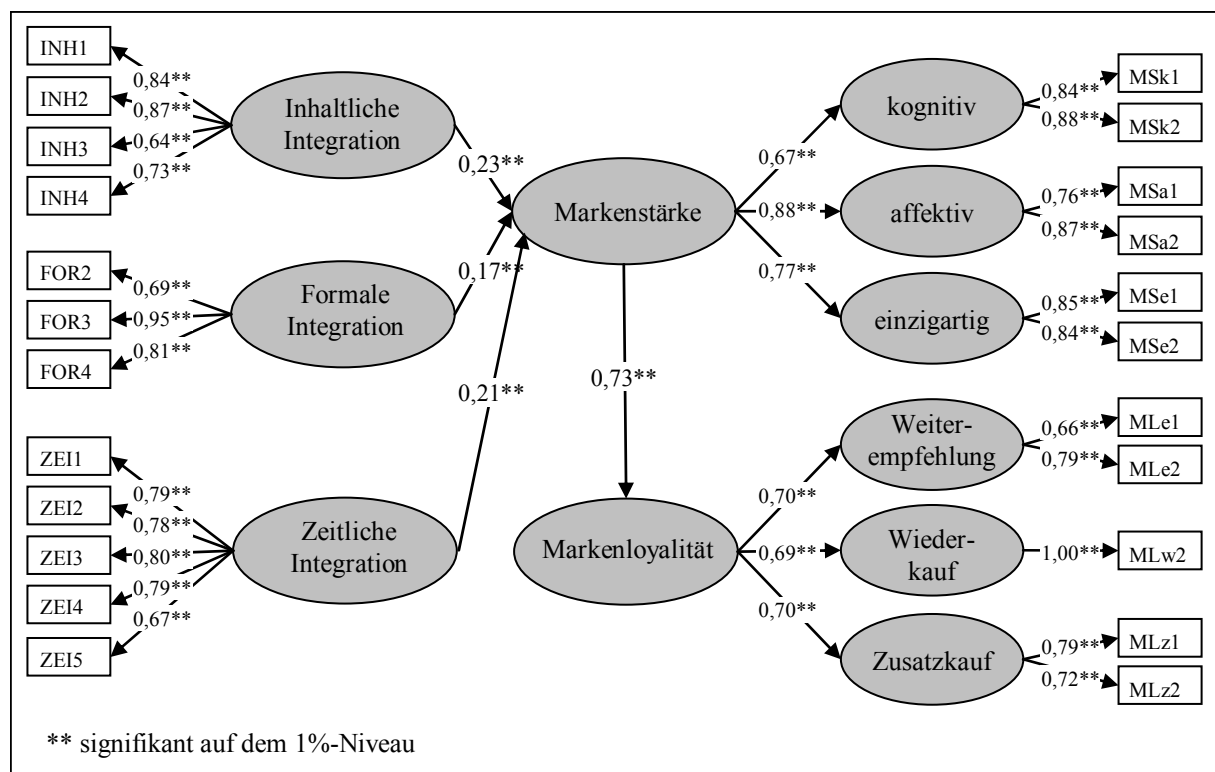 INH1
0,84**
INH2
0,87**
INH3
0,64**
INH4
0,73**
Inhaltliche
Integration
0,23**
FOR2
0,69**
FOR3
0,95**
FOR4
0,81**
Formale
Integration
0,17**
ZEI1
0,79**
ZEI2
0,78**
ZEI3
0,80**
ZEI4
0,79**
ZEI5
0,67**
Zeitliche
Integration
0,21**
Markenstärke
0,73**
Markenloyalität
0,67**
kognitiv
0,84**
MSk1
0,88**
MSk2
0,88**
affektiv
0,76**
MSa1
0,87**
MSa2
0,77**
einzigartig
0,85**
MSe1
0,84**
MSe2
0,70**
Weiter-
empfehlung
0,66**
MLe1
0,79**
MLe2
0,69**
Wieder-
kauf
1,00**
MLw2
0,70**
Zusatzkauf
0,79**
MLz1
0,72**
MLz2
** signifikant auf dem 1%-Niveau